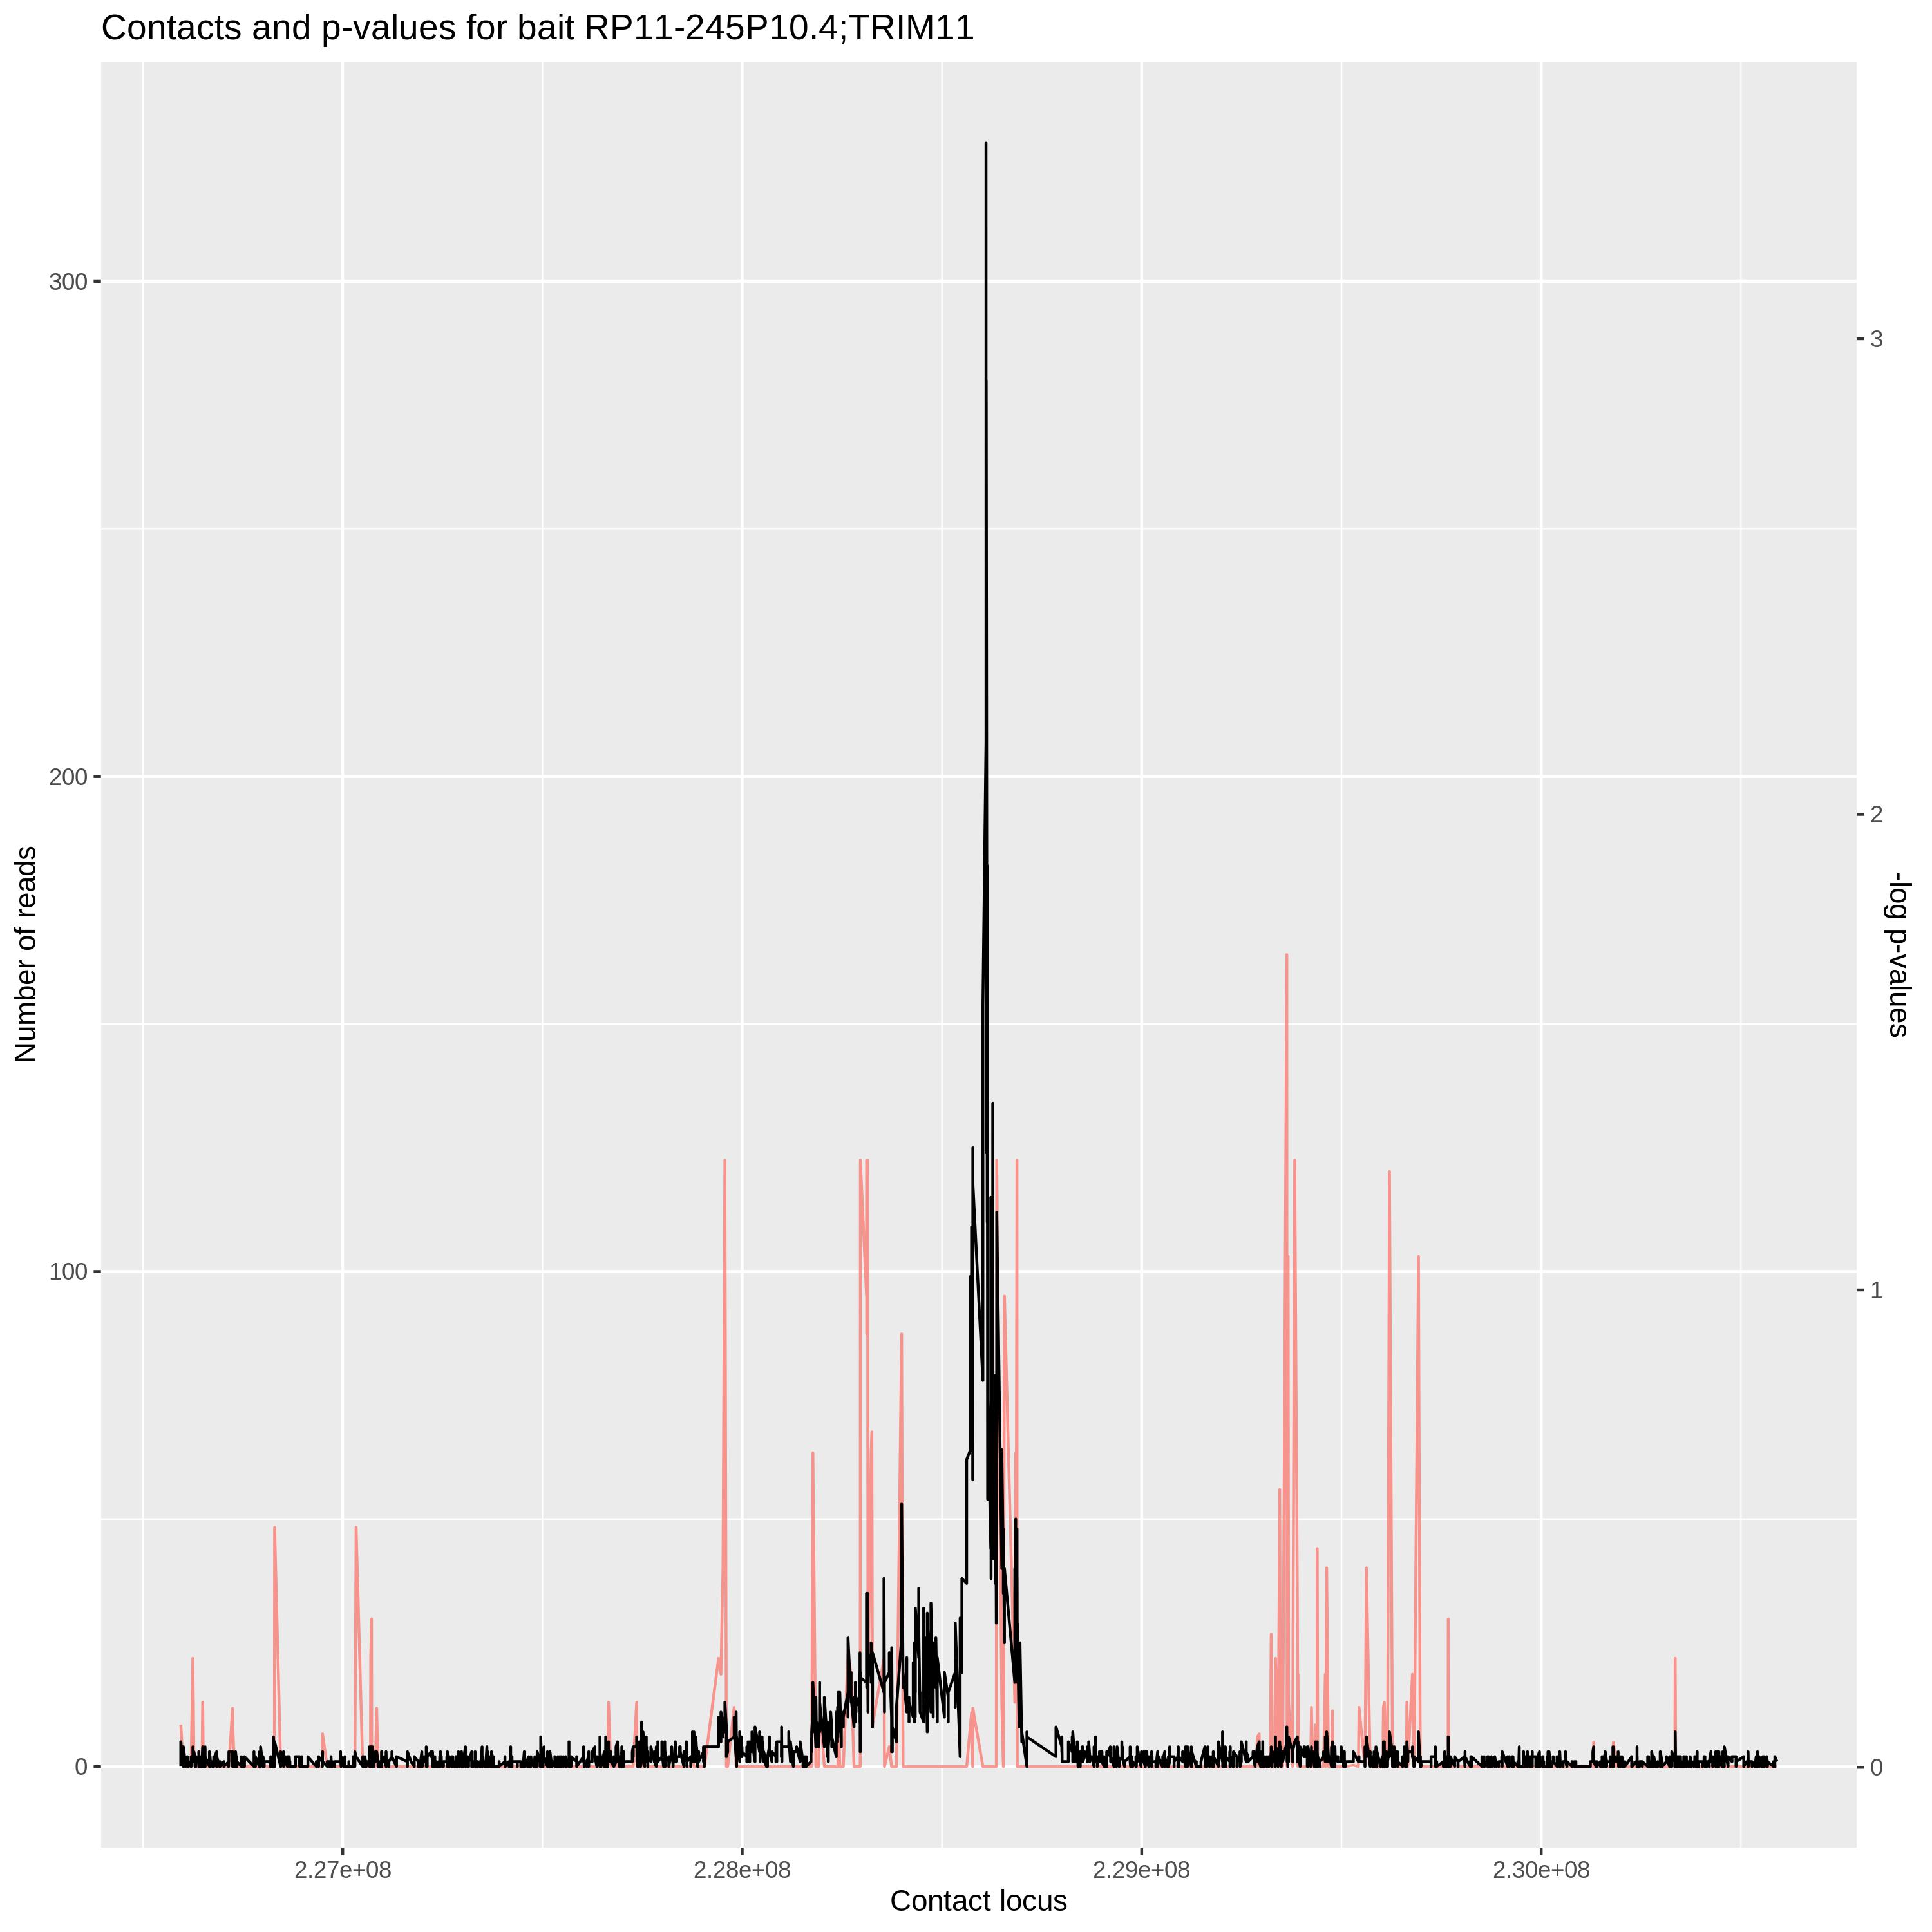 Contacts and p-values for bait RP11-245P10.4;TRIM11
300
200
100
0
Number of reads
3
2
1
0
-log p-values
2.27e+08
2.28e+08
2.29e+08
2.30e+08
Contact locus